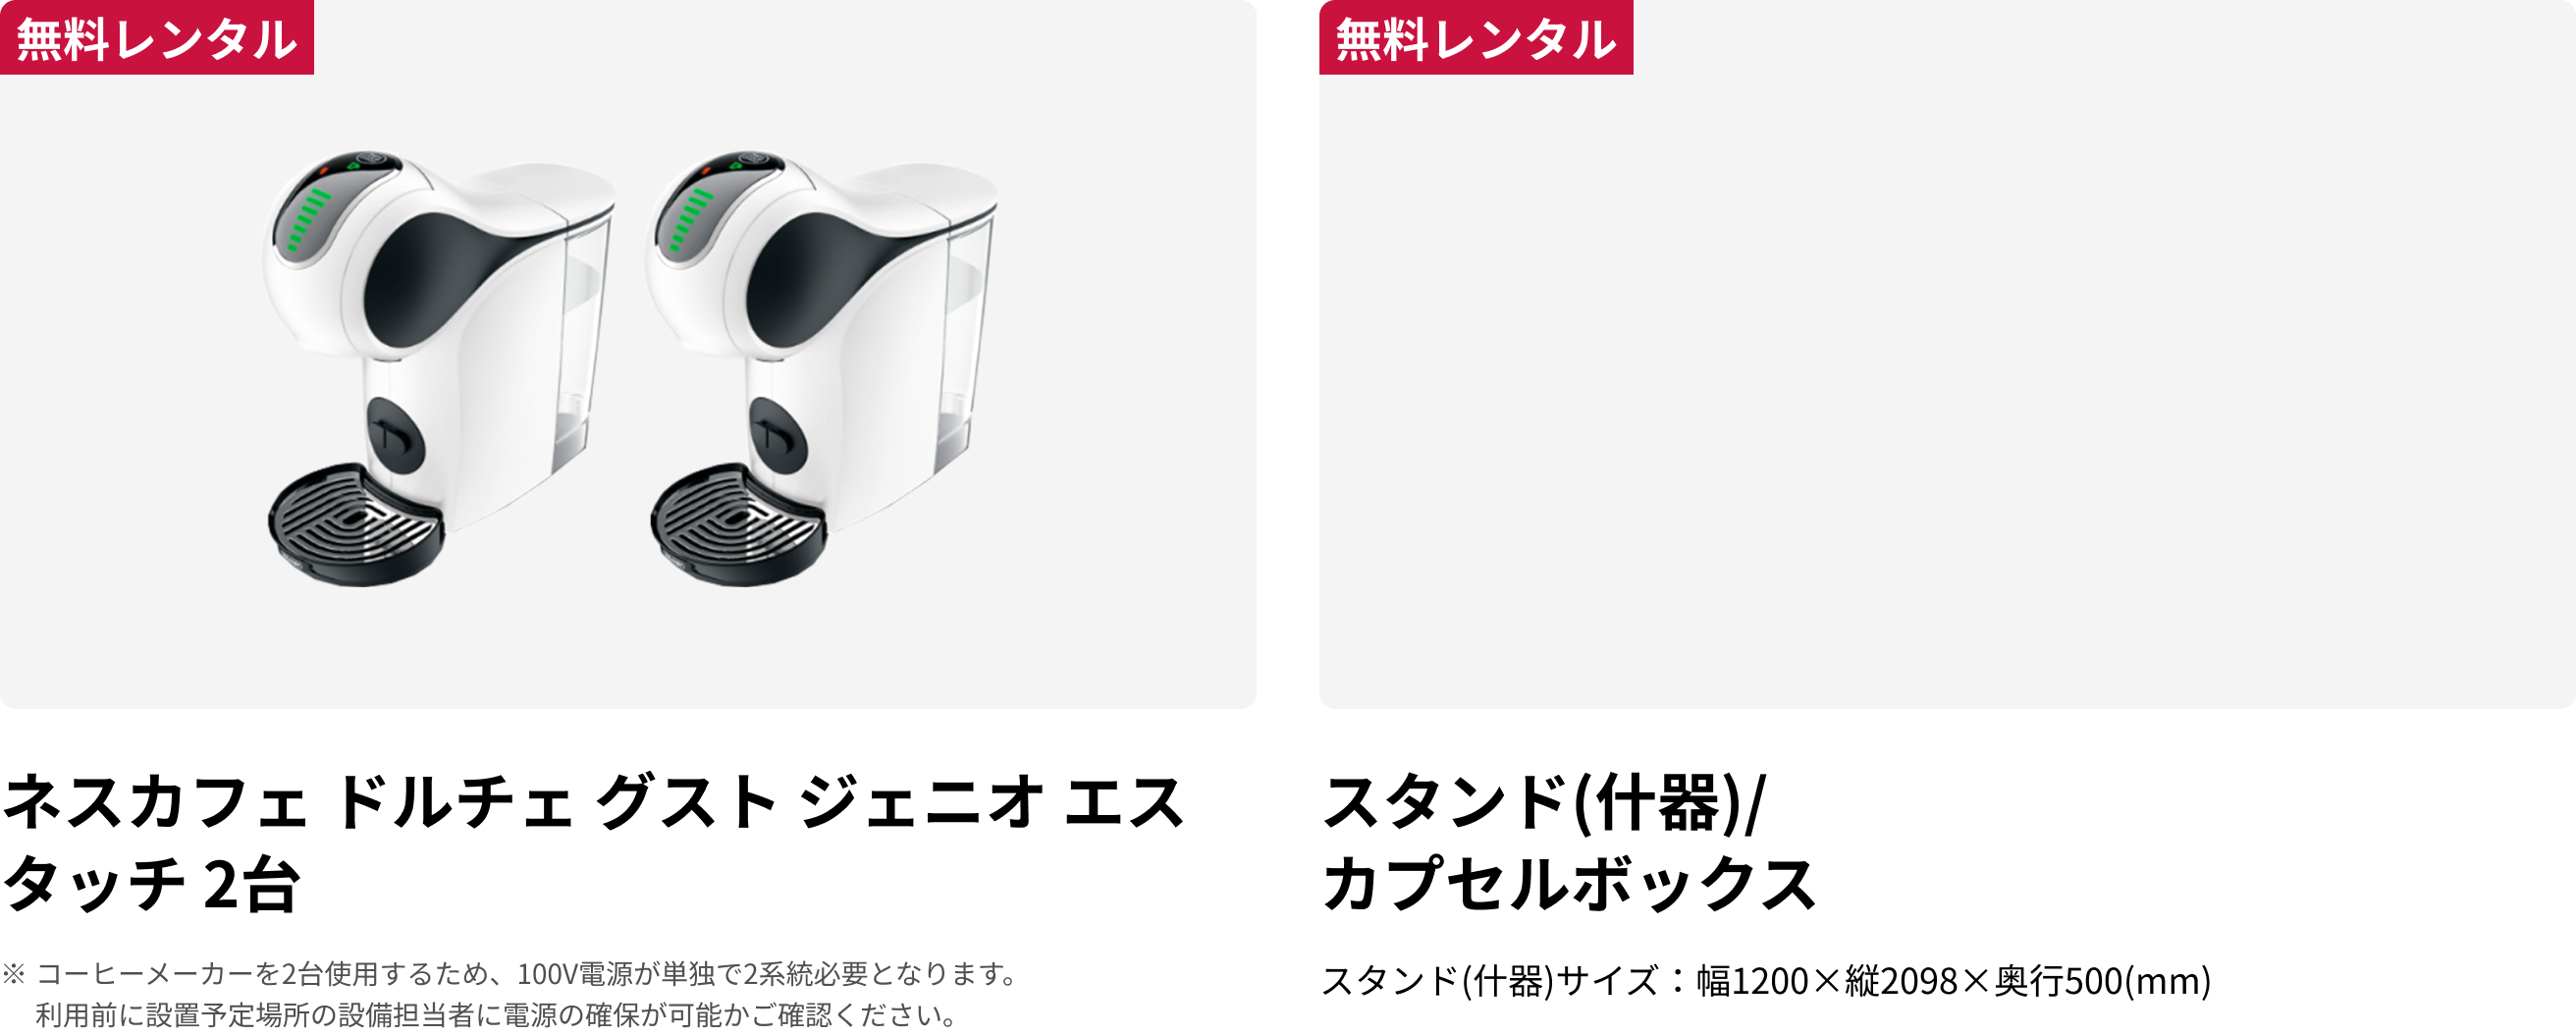 無料レンタル
ネスカフェ ドルチェ グスト ジェニオ エス
タッチ 2台
※ コーヒーメーカーを2台使用するため、100V電源が単独で2系統必要となります。
利用前に設置予定場所の設備担当者に電源の確保が可能かご確認ください。
無料レンタル
スタンド(什器)/
カプセルボックス
スタンド(什器)サイズ：幅1200×縦2098×奥行500(mm)